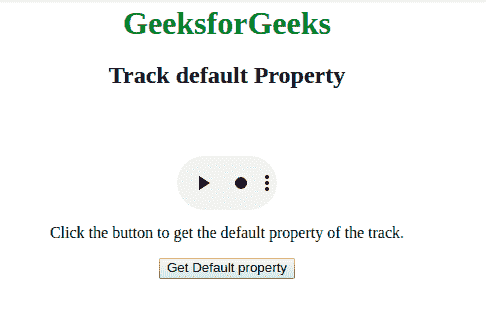 GeeksforGeeks
Track default Property
Click the button to get the default property of the track.
Get Default property